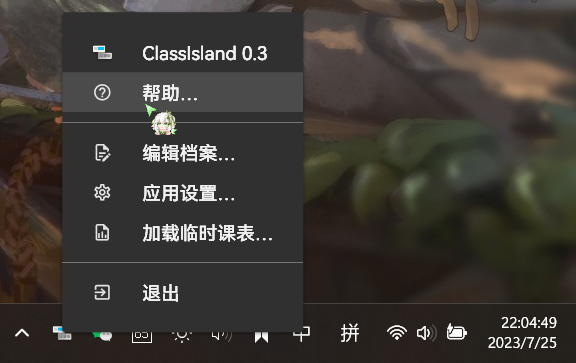 ClassIsland 0.3
帮助...
编辑档案...
应用设置...
加载临时课表...
退出
中
拼
22:04:49
2023/7/25